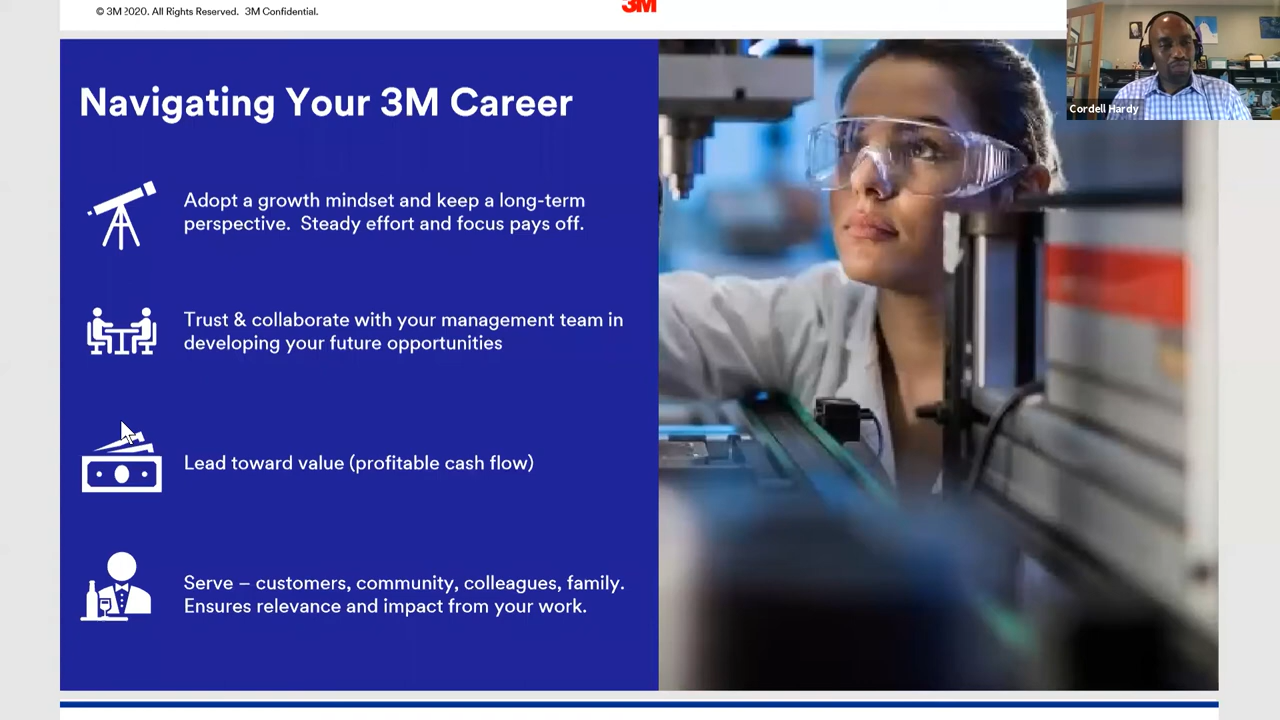 © 3M 2020. All Rights Reserved. 3M Confidential.
3M
Cordell Hardy
Navigating Your 3M Career
Adopt a growth mindset and keep a long-term
perspective. Steady effort and focus pays off.
Trust & collaborate with your management team in
developing your future opportunities
Lead toward value (profitable cash flow)
Serve – customers, community, colleagues, family.
Ensures relevance and impact from your work.